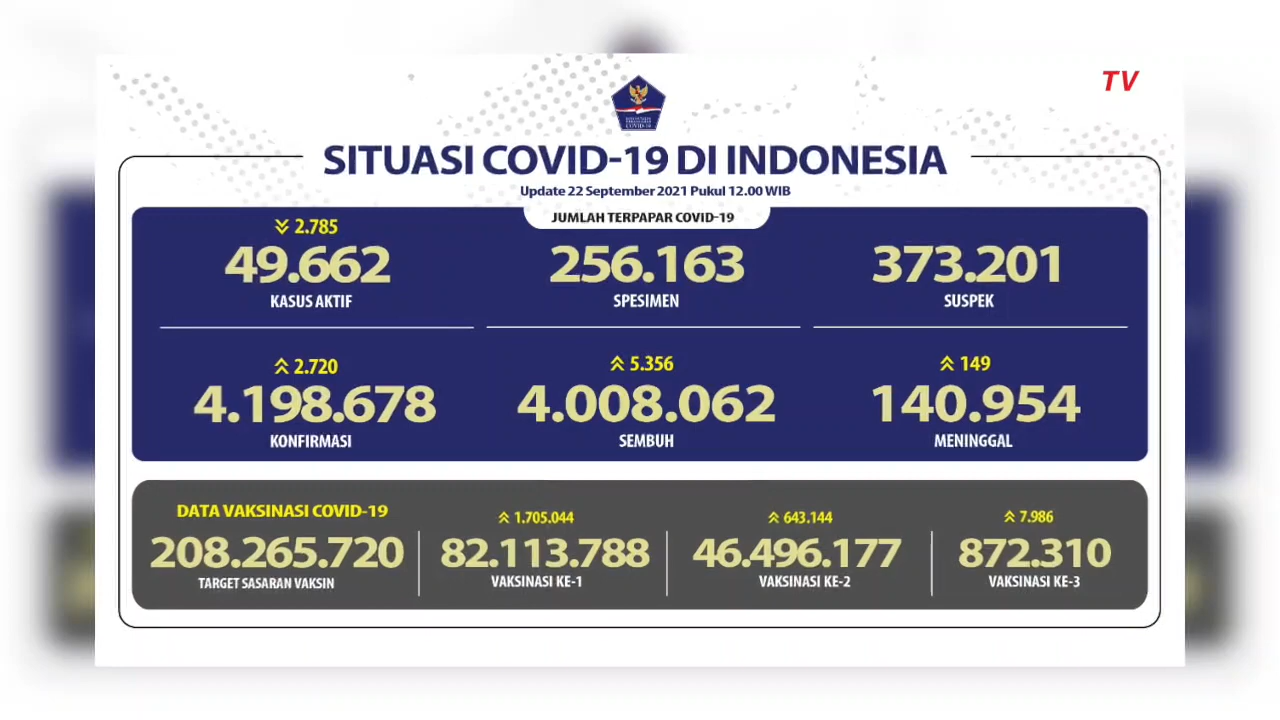 TV
COVID-19
SITUASI COVID-19 DI INDONESIA
Update 22 September 2021 Pukul 12.00 WIB
JUMLAH TERPAPAR COVID-19
2.785
49.662
KASUS AKTIF
256.163
SPESIMEN
373.201
SUSPEK
2.720
4.198.678
KONFIRMASI
5.356
4.008.062
SEMBUH
149
140.954
MENINGGAL
DATA VAKSINASI COVID-19
208.265.720
TARGET SASARAN VAKSIN
1.705.044
82.113.788
VAKSINASI KE-1
643.144
46.496.177
VAKSINASI KE-2
7.986
872.310
VAKSINASI KE-3